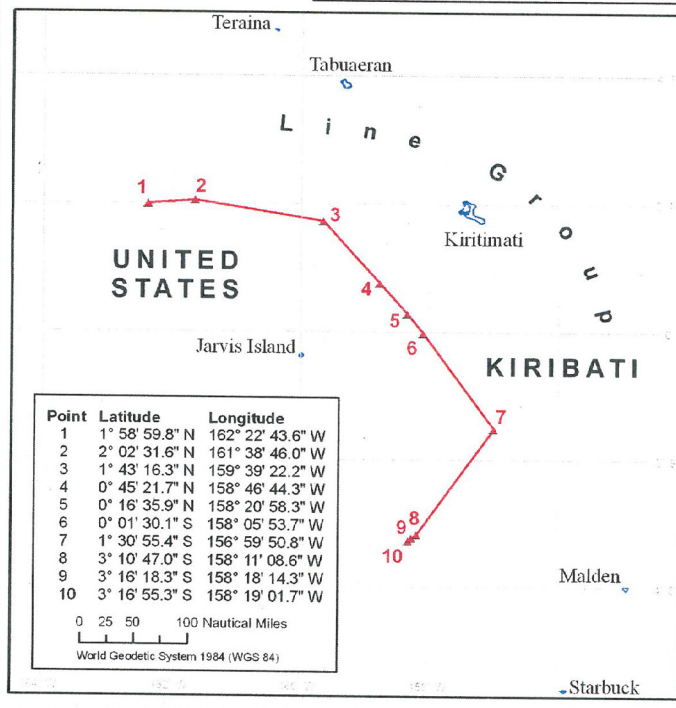 Teraina
Tabuaeran
Line Group
1
2
3
Kiritimati
UNITED
STATES
4
5
6
Jarvis Island
KIRIBATI
7
Point Latitude Longitude
1 1° 58' 59.8" N 162° 22' 43.6" W
2 2° 02' 31.6" N 161° 38' 46.0" W
3 1° 43' 16.3" N 159° 39' 22.2" W
4 0° 45' 21.7" N 158° 46' 44.3" W
5 0° 16' 35.9" N 158° 20' 58.3" W
6 0° 01' 30.1" S 158° 05' 53.7" W
7 1° 30' 55.4" S 156° 59' 50.8" W
8 3° 10' 47.0" S 158° 11' 08.6" W
9 3° 16' 18.3" S 158° 18' 14.3" W
10 3° 16' 55.3" S 158° 19' 01.7" W
0 25 50 100 Nautical Miles
World Geodetic System 1984 (WGS 84)
8
9
10
Malden
Starbuck